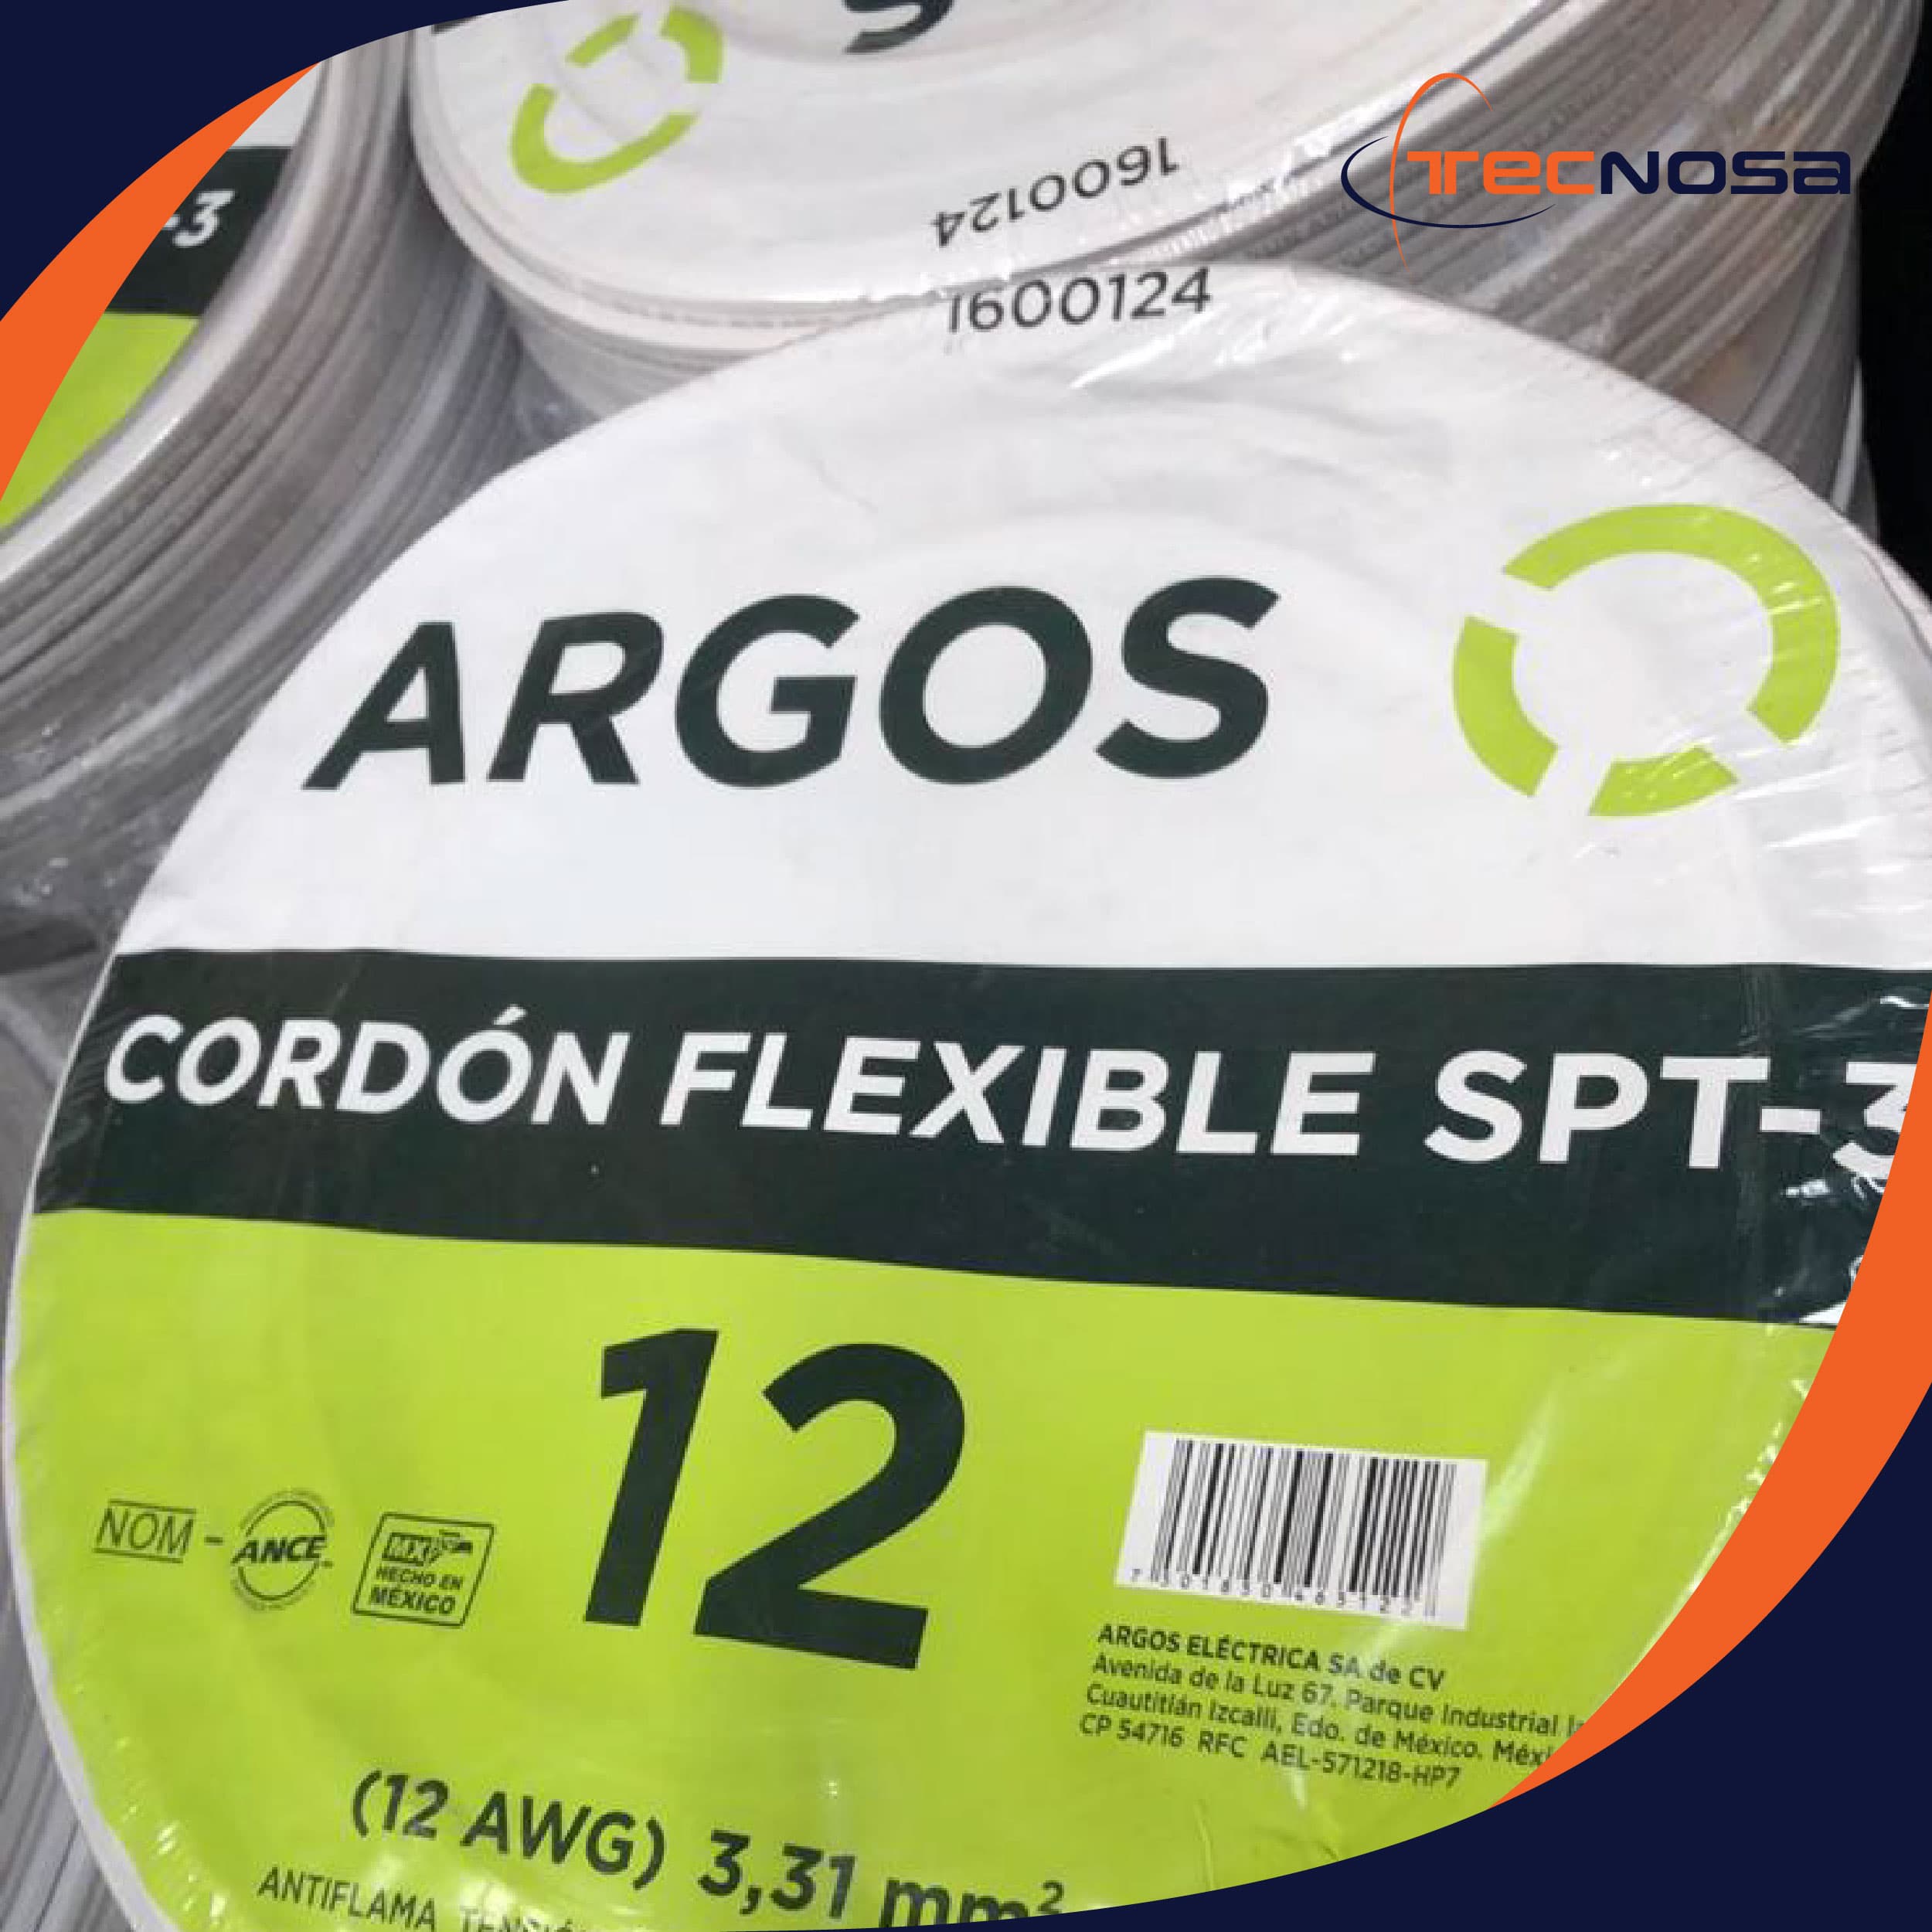 TECNOSA
-3
1600124
1600124
ARGOS
CORDÓN FLEXIBLE SPT-3
12
NOM - ANCE
MX
HECHO EN
MÉXICO
ARGOS ELÉCTRICA SA de CV
Avenida de la Luz 67, Parque Industrial
Cuautitlán Izcalli, Edo. de México.
CP 54716 RFC AEL-571218-HP7
(12 AWG) 3,31 mm²
ANTIFLAMA